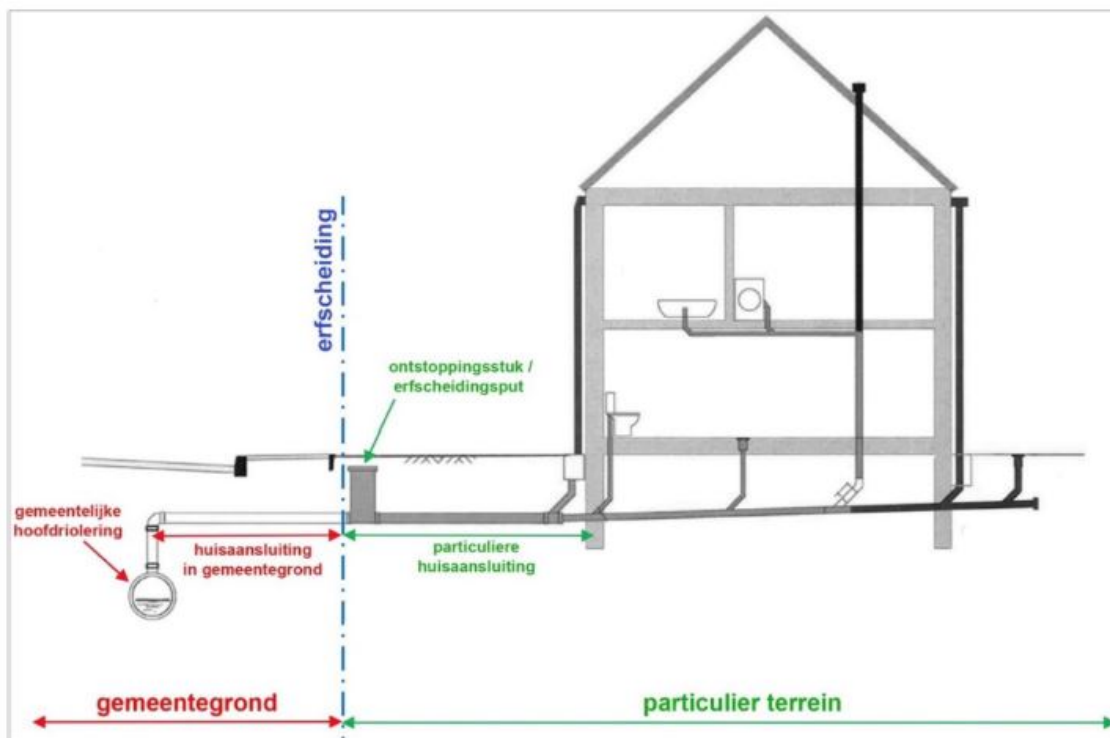 erfscheiding
ontstoppingsstuk /
erfscheidingsput
gemeentelijke
hoofdriolering
huisaansluiting
in gemeentegrond
particuliere
huisaansluiting
gemeentegrond
particulier terrein